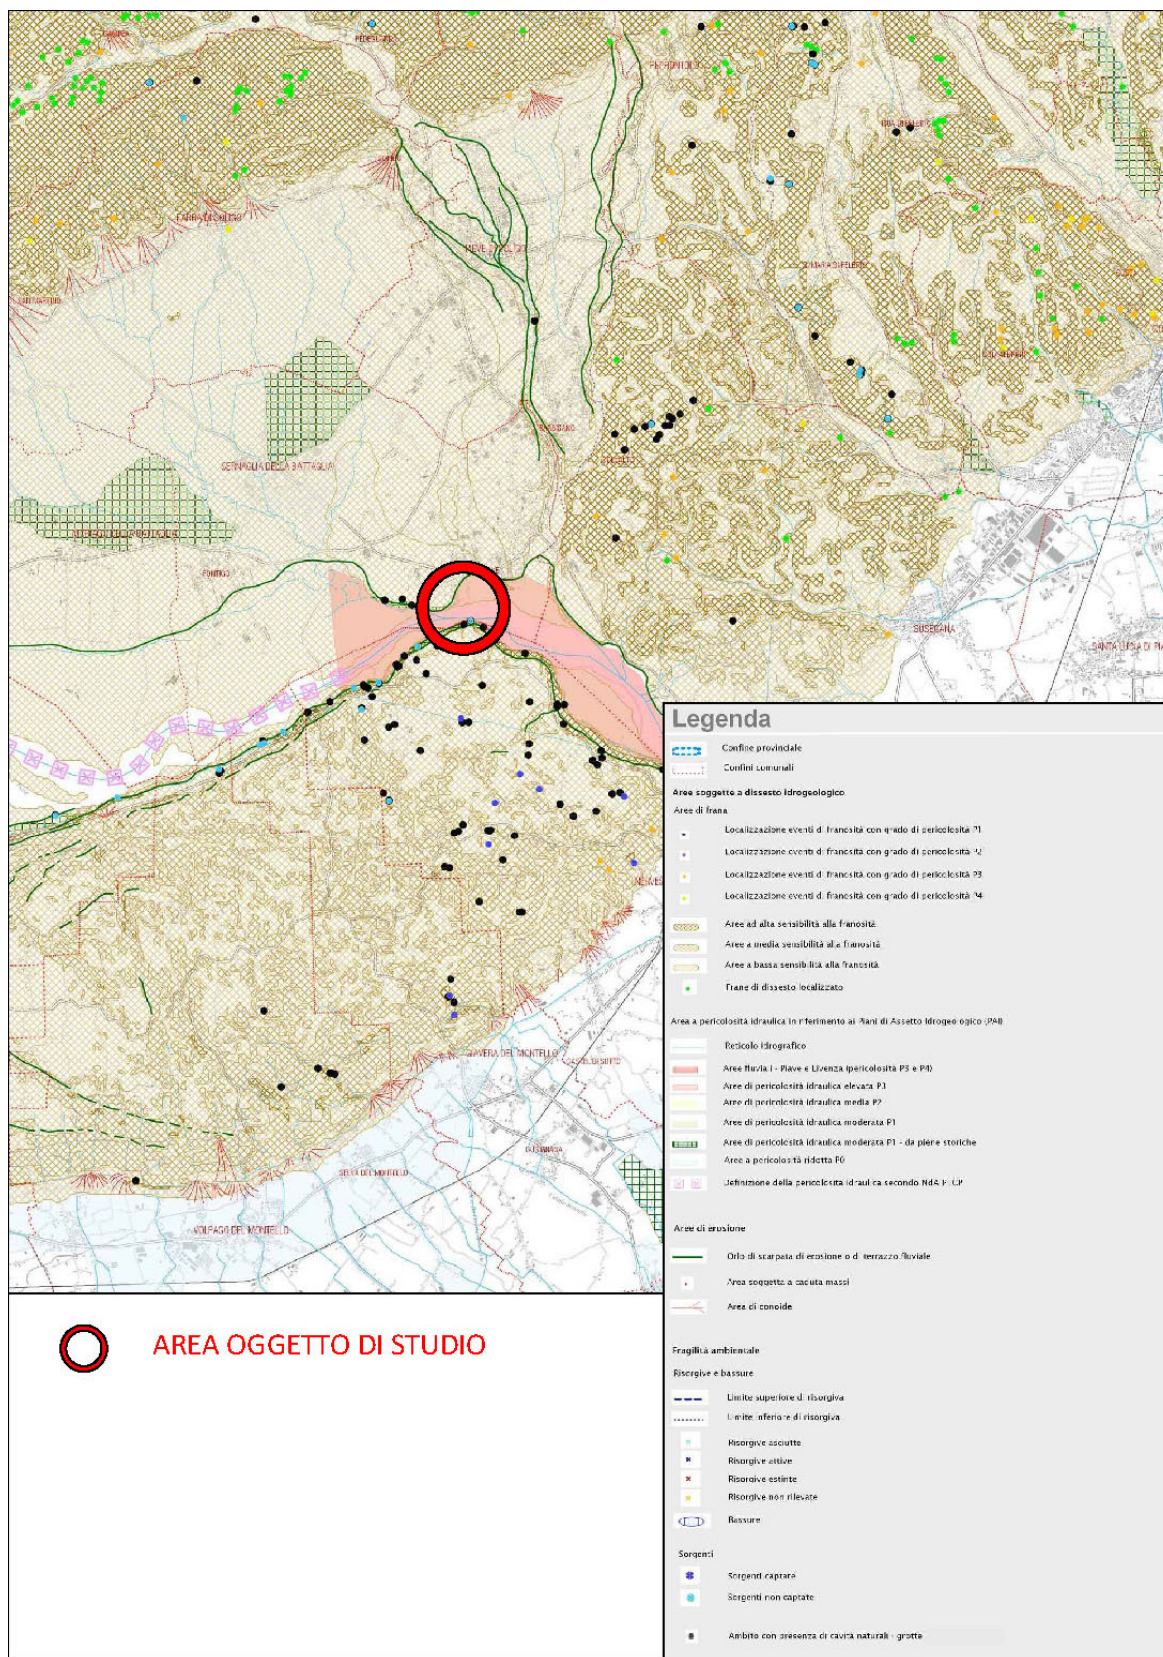 PIEVE DI SOLIGO
SERNAGLIA DELLA BATTAGLIA
SUSEGANA
GIAVERA DEL MONTELLO
SELVA DEL MONTELLO
VOLPAGO DEL MONTELLO
Legenda
Confine provinciale
Confini comunali
Aree soggette a dissesto idrogeologico
Aree di frana
Localizzazione eventi di franosità con grado di pericolosità P1
Localizzazione eventi di franosità con grado di pericolosità P2
Localizzazione eventi di franosità con grado di pericolosità P3
Localizzazione eventi di franosità con grado di pericolosità P4
Aree ad alta sensibilità alla franosità
Aree a media sensibilità alla franosità
Aree a bassa sensibilità alla franosità
Frane di dissesto localizzato
Area a pericolosità idraulica in riferimento ai Piani di Assetto Idrogeologico (PAI)
Reticolo idrografico
Aree fluviali - Piave e Livenza (pericolosità P3 e P4)
Aree di pericolosità idraulica elevata P3
Aree di pericolosità idraulica media P2
Aree di pericolosità idraulica moderata P1
Aree di pericolosità idraulica moderata P1 - da piene storiche
Aree a pericolosità ridotta P0
Definizione della pericolosità idraulica secondo NdA PTCP
Aree di erosione
Orlo di scarpata di erosione o di terrazzo fluviale
Area soggetta a caduta massi
Area di conoide
Fragilità ambientale
Risorgive e bassure
Limite superiore di risorgiva
Limite inferiore di risorgiva
Risorgive asciutte
Risorgive attive
Risorgive estinte
Risorgive non rilevate
Bassure
Sorgenti
Sorgenti captate
Sorgenti non captate
Ambito con presenza di cavità naturali - grotte
AREA OGGETTO DI STUDIO